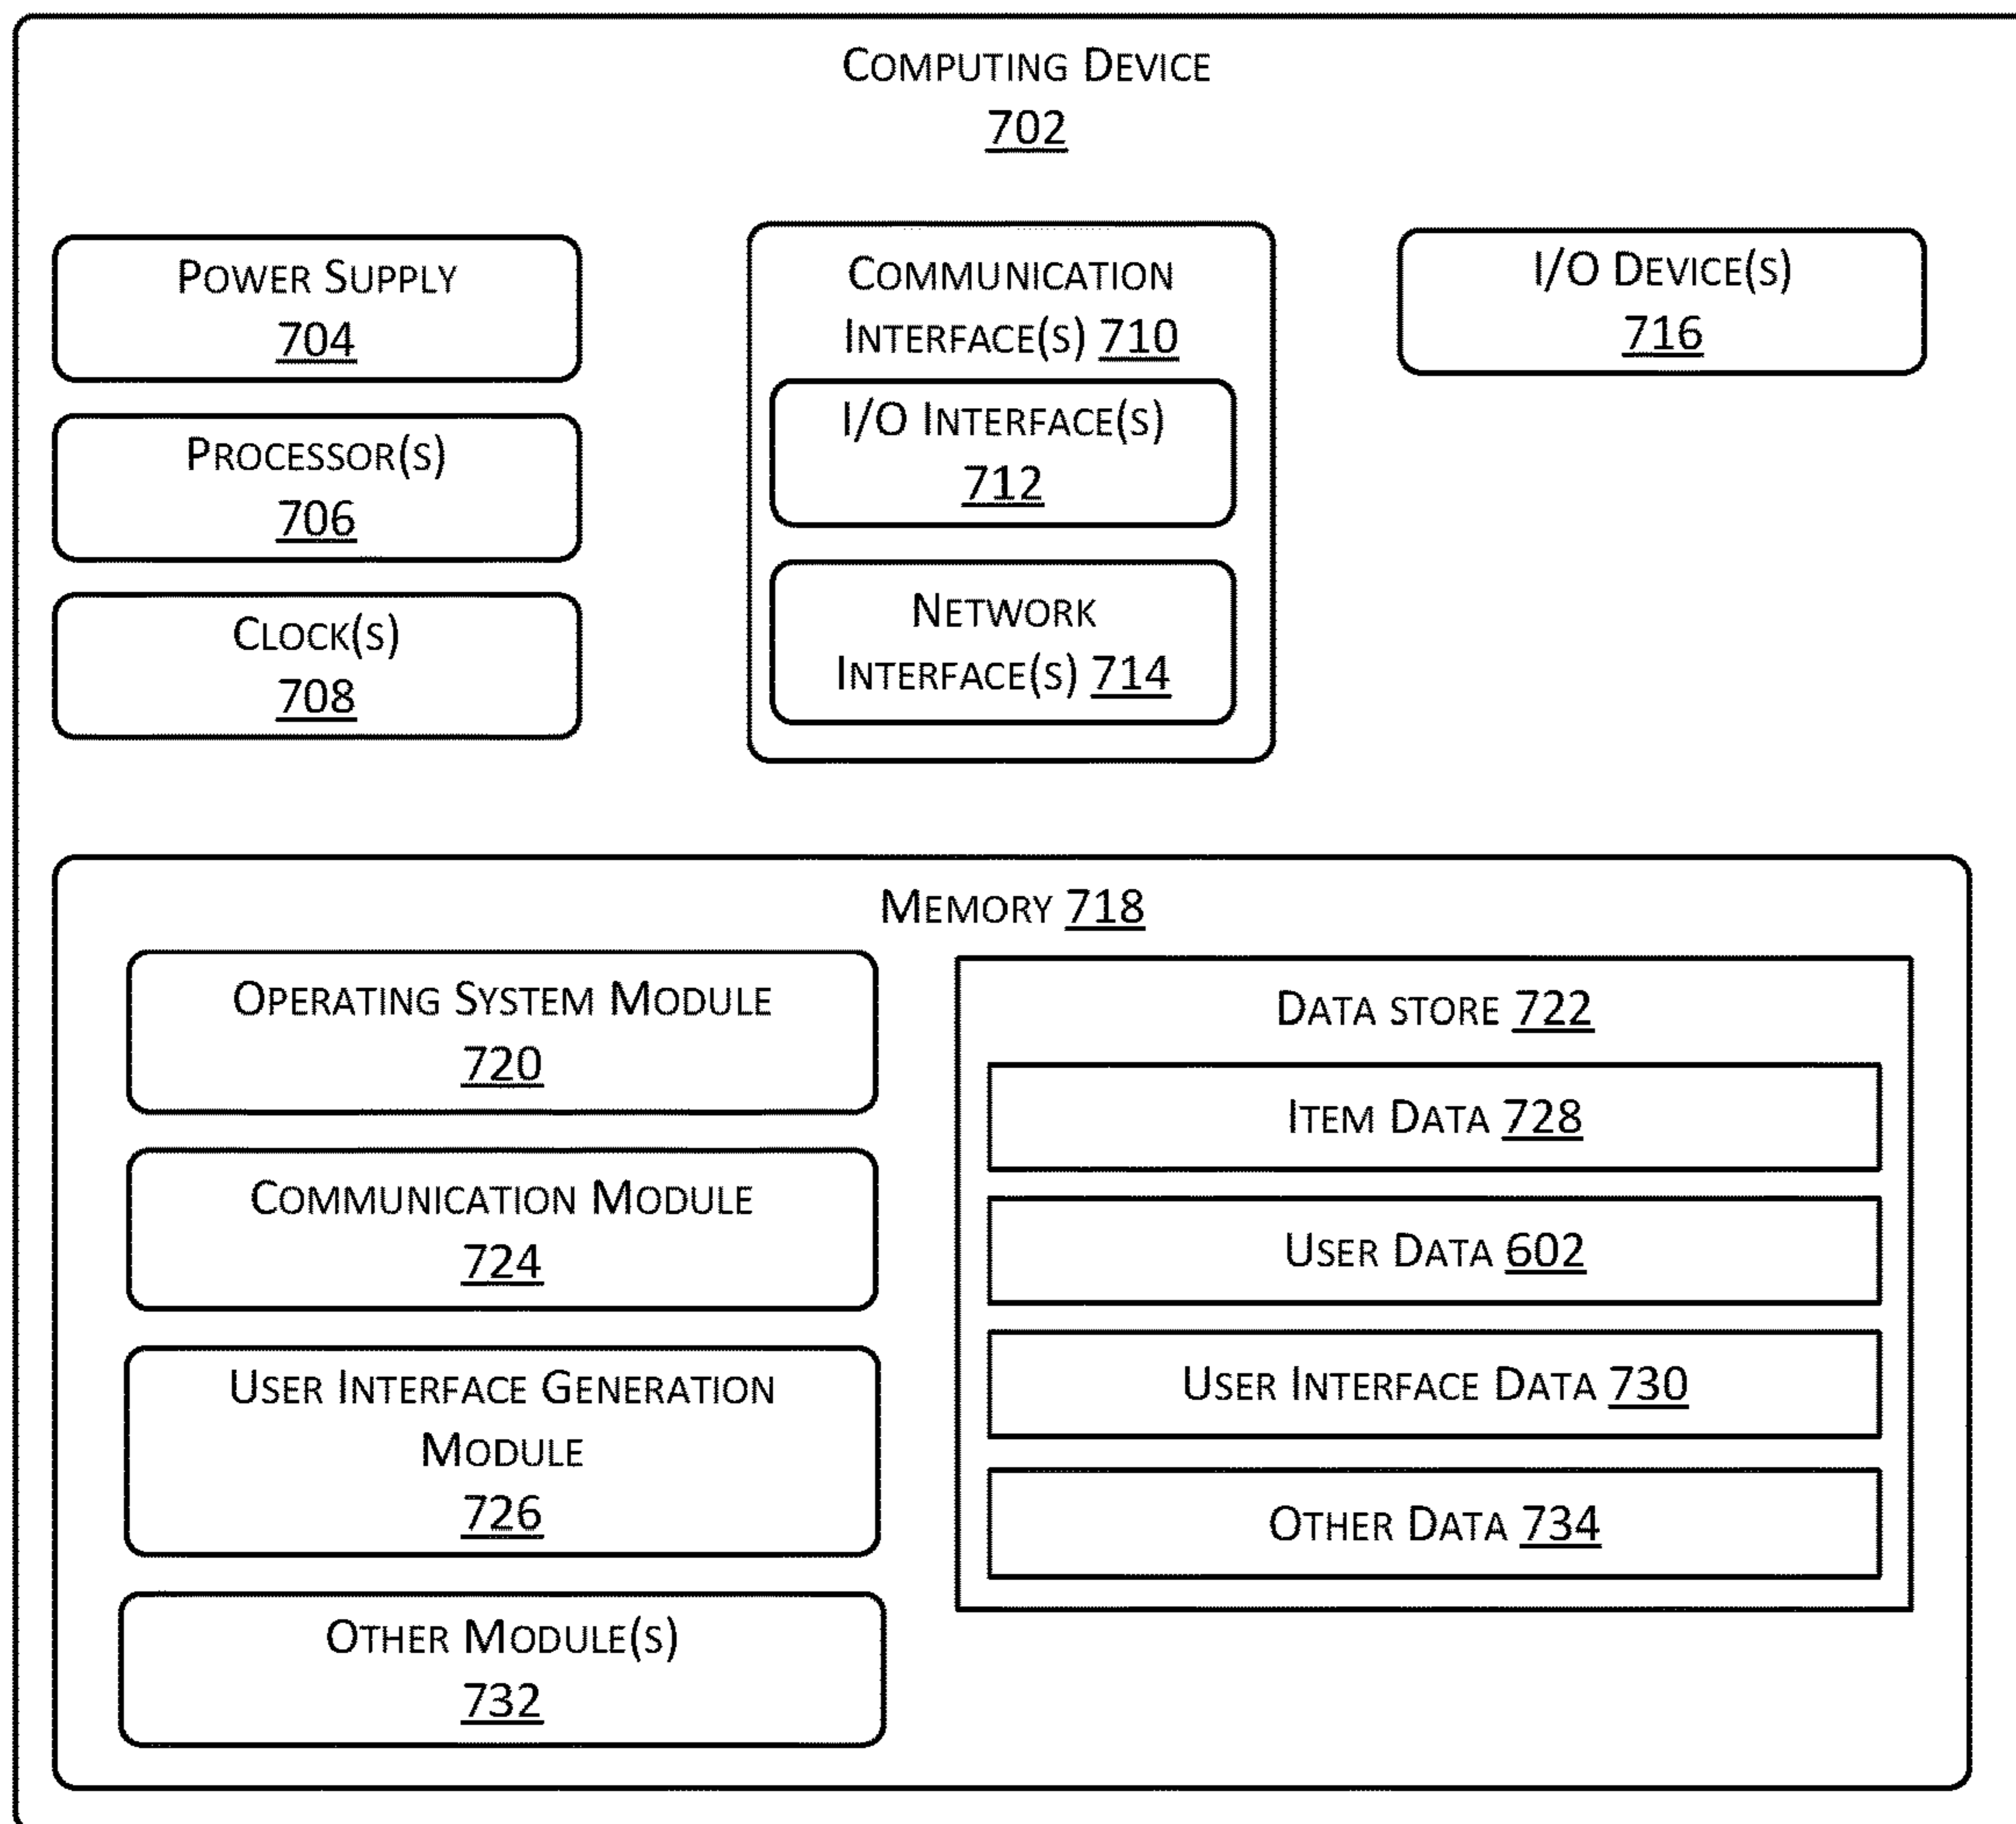 Computing Device
702
Power Supply
704
Processor(s)
706
Clock(s)
708
Communication
Interface(s) 710
I/O Interface(s)
712
Network
Interface(s) 714
I/O Device(s)
716
Memory 718
Operating System Module
720
Communication Module
724
User Interface Generation
Module
726
Other Module(s)
732
Data store 722
Item Data 728
User Data 602
User Interface Data 730
Other Data 734